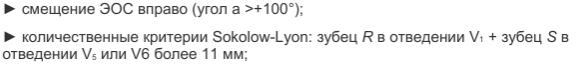 ► смещение ЭОС вправо (угол a >+100°);
► количественные критерии Sokolow-Lyon: зубец R в отведении V₁ + зубец S в
отведении V₅ или V6 более 11 мм;